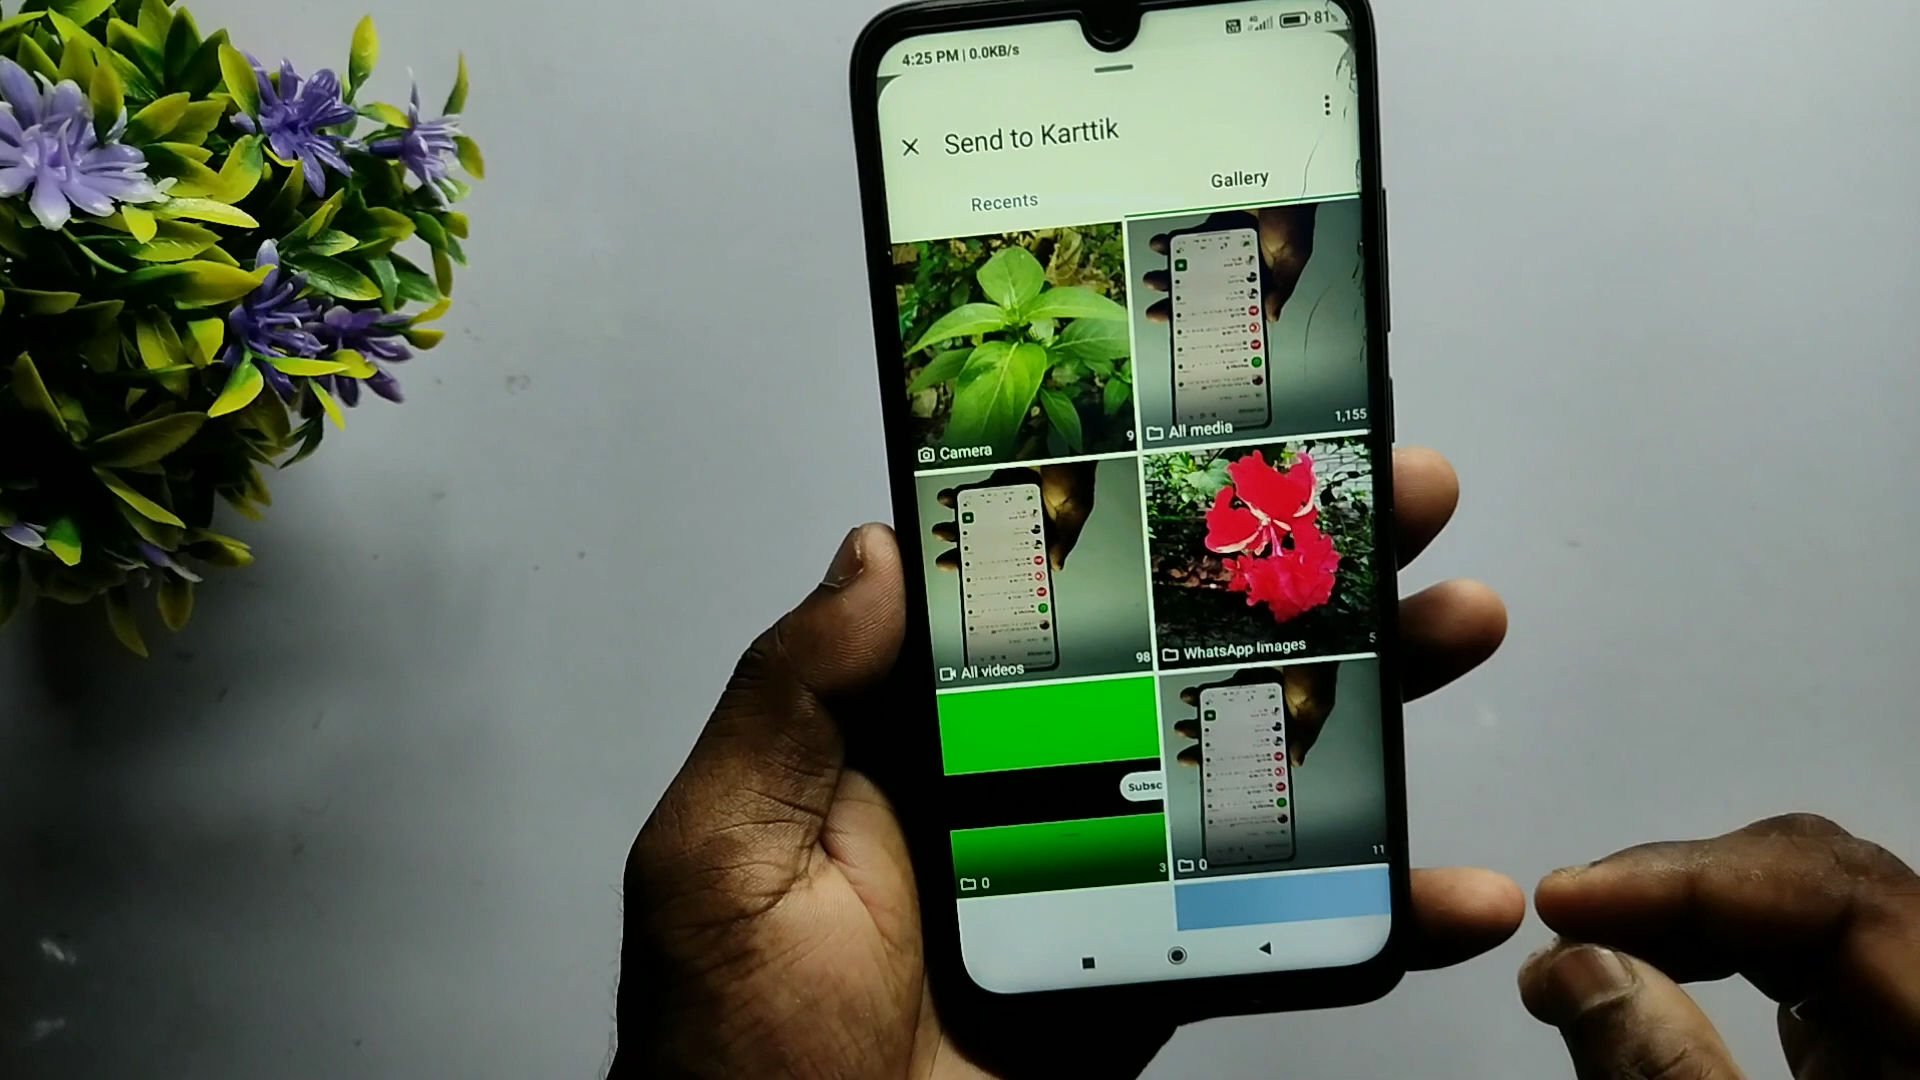 4:25 PM | 0.0KB/s
4G
81%
Send to Karttik
Recents
Gallery
Camera
9
All media
1,155
All videos
98
WhatsApp Images
5
Subsc
0
3
0
11